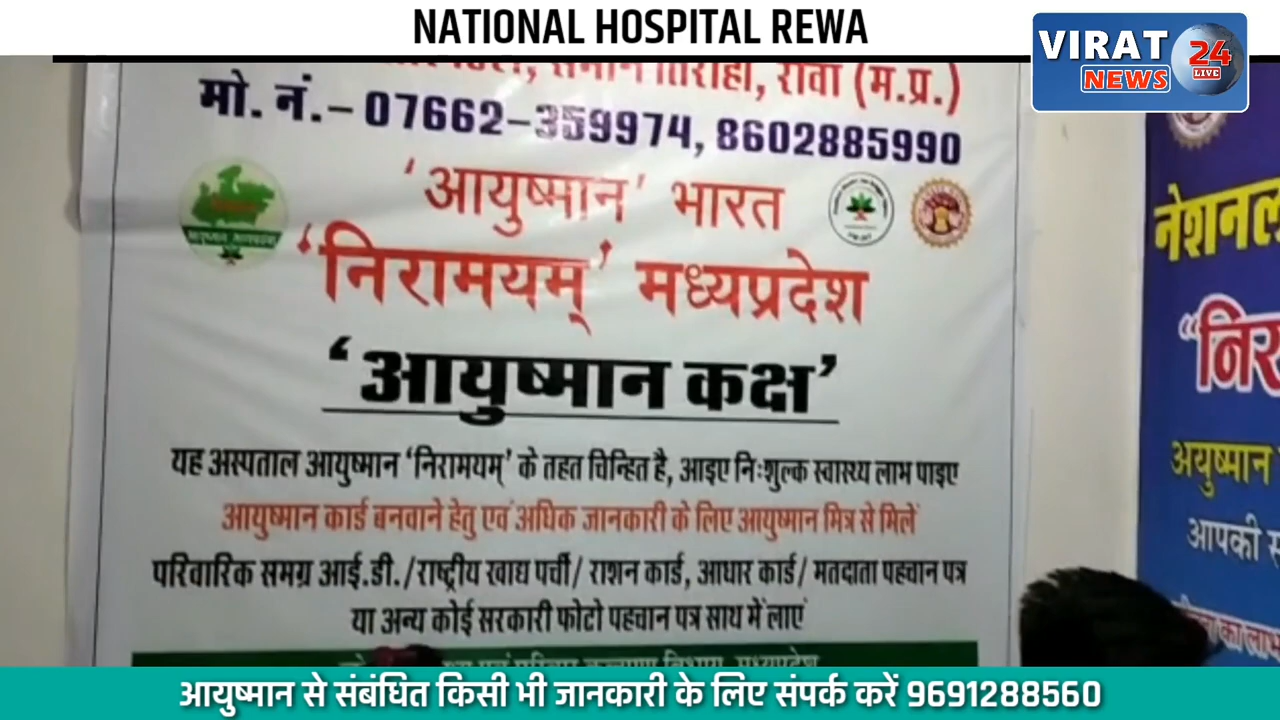 NATIONAL HOSPITAL REWA
VIRAT
NEWS
24
LIVE
रीवा (म.प्र.)
मो. नं.– 07662–359974, 8602885990
'आयुष्मान' भारत
'निरामयम्' मध्यप्रदेश
'आयुष्मान कक्ष'
यह अस्पताल आयुष्मान 'निरामयम्' के तहत चिन्हित है, आइए निःशुल्क स्वास्थ्य लाभ पाइए
आयुष्मान कार्ड बनवाने हेतु एवं अधिक जानकारी के लिए आयुष्मान मित्र से मिलें
परिवारिक समग्र आई.डी./राष्ट्रीय खाद्य पर्ची/ राशन कार्ड, आधार कार्ड/ मतदाता पहचान पत्र
या अन्य कोई सरकारी फोटो पहचान पत्र साथ में लाएं
नेशनल
अयुष्मान
आपकी
का लाभ
आयुष्मान से संबंधित किसी भी जानकारी के लिए संपर्क करें 9691288560